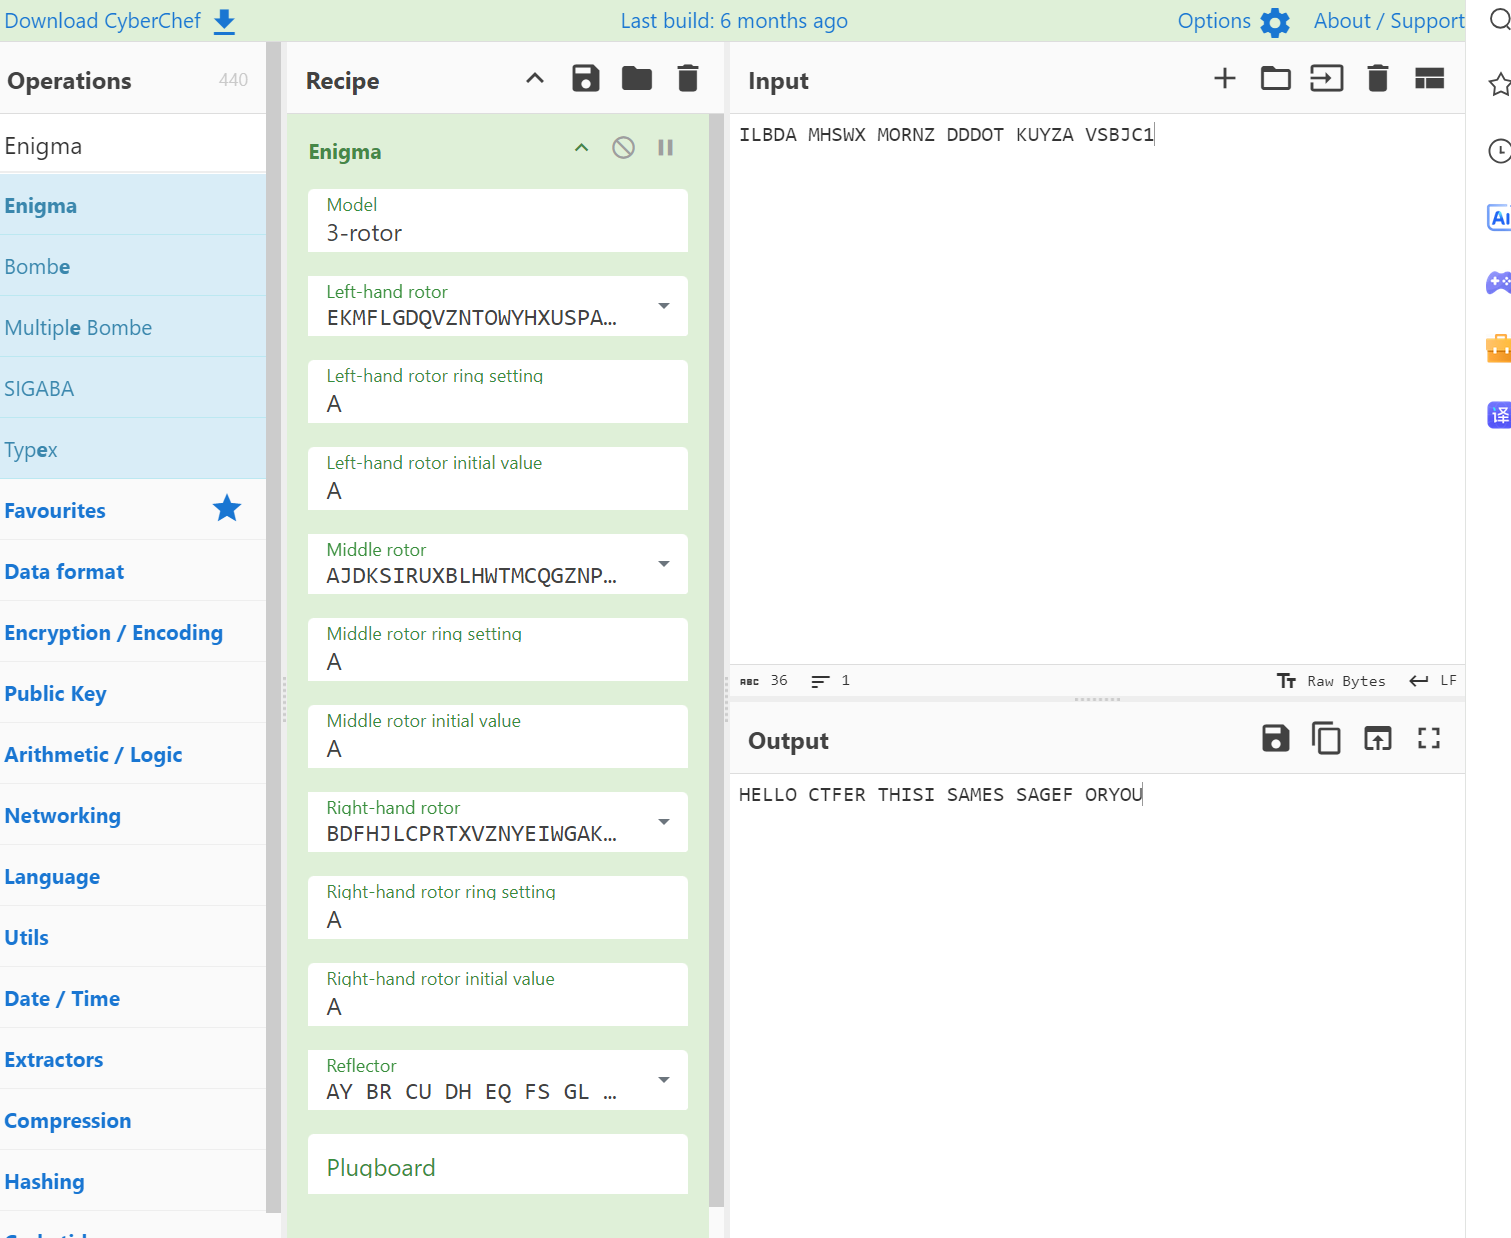 Download CyberChef
Last build: 6 months ago
Options
About / Support
Operations
440
Enigma
Enigma
Bombe
Multiple Bombe
SIGABA
Typex
Favourites
Data format
Encryption / Encoding
Public Key
Arithmetic / Logic
Networking
Language
Utils
Date / Time
Extractors
Compression
Hashing
Recipe
Enigma
Model
3-rotor
Left-hand rotor
EKMFLGDQVZNTOWYHXUSPA…
Left-hand rotor ring setting
A
Left-hand rotor initial value
A
Middle rotor
AJDKSIRUXBLHWTMCQGZNP…
Middle rotor ring setting
A
Middle rotor initial value
A
Right-hand rotor
BDFHJLCPRTXVZNYEIWGAK…
Right-hand rotor ring setting
A
Right-hand rotor initial value
A
Reflector
AY BR CU DH EQ FS GL …
Plugboard
Input
ILBDA MHSWX MORNZ DDDOT KUYZA VSBJC1
ABC 36
1
Tт Raw Bytes
LF
Output
HELLO CTFER THISI SAMES SAGEF ORYOU
Ai
译